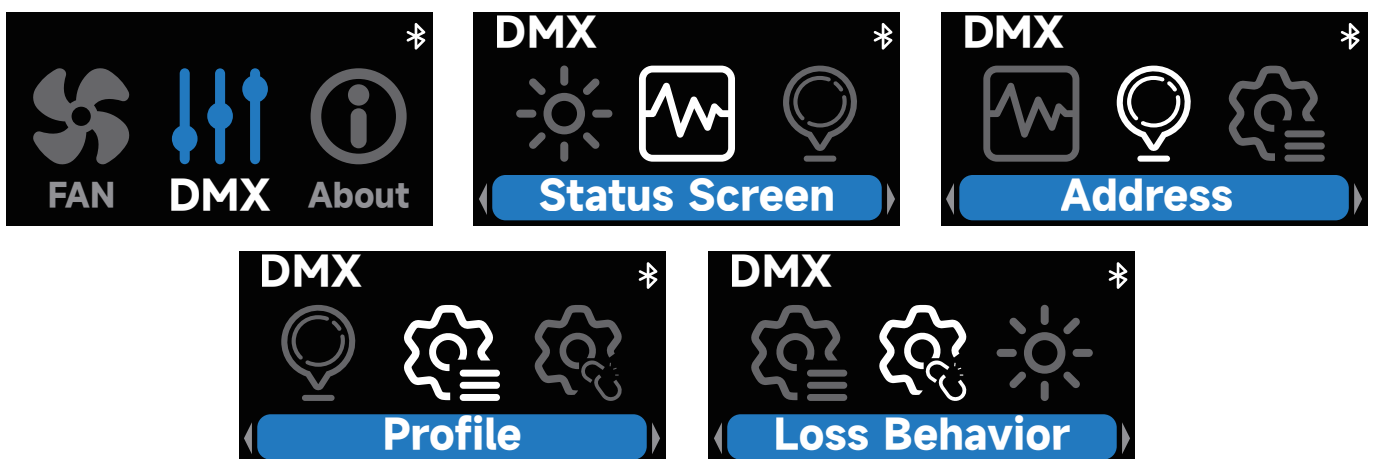 FAN DMX About
DMX
Status Screen
DMX
Address
DMX
Profile
DMX
Loss Behavior